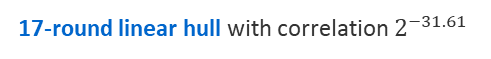 17-round linear hull with correlation 2^{−31.61}